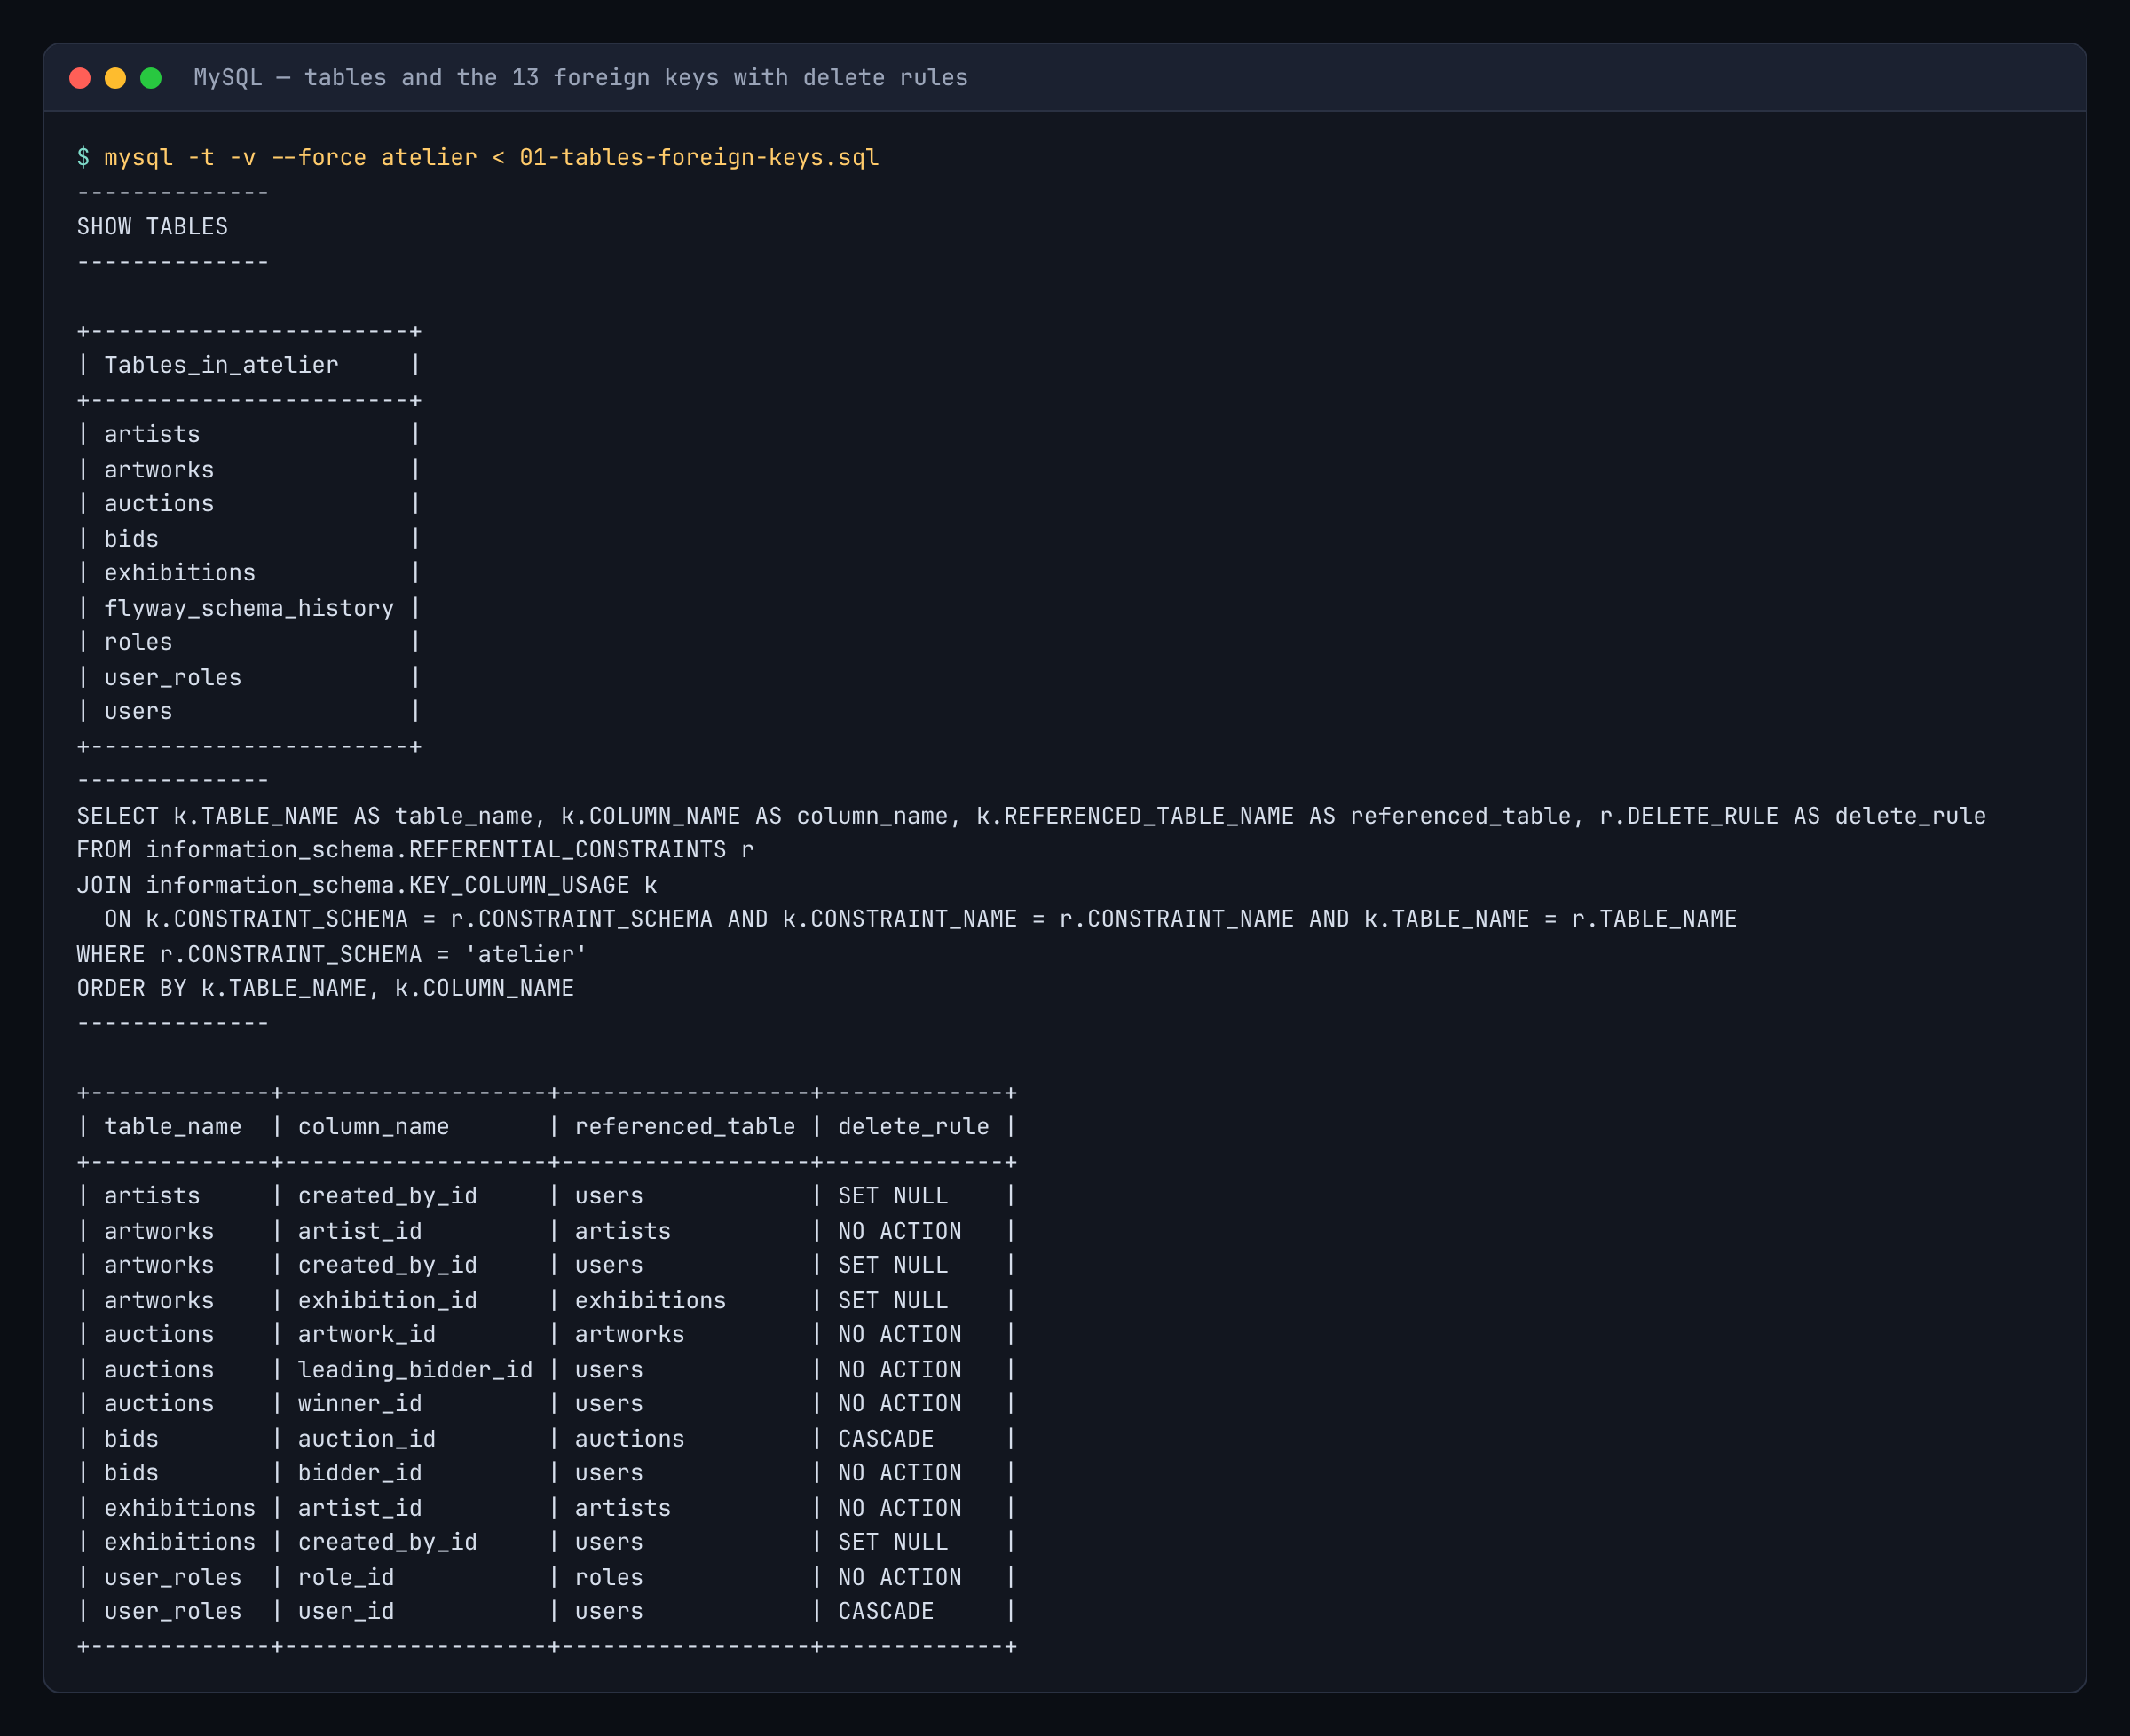 MySQL — tables and the 13 foreign keys with delete rules
$ mysql -t -v --force atelier < 01-tables-foreign-keys.sql
--------------
SHOW TABLES
--------------

+-----------------------+
| Tables_in_atelier     |
+-----------------------+
| artists               |
| artworks              |
| auctions              |
| bids                  |
| exhibitions           |
| flyway_schema_history |
| roles                 |
| user_roles            |
| users                 |
+-----------------------+
--------------
SELECT k.TABLE_NAME AS table_name, k.COLUMN_NAME AS column_name, k.REFERENCED_TABLE_NAME AS referenced_table, r.DELETE_RULE AS delete_rule
FROM information_schema.REFERENTIAL_CONSTRAINTS r
JOIN information_schema.KEY_COLUMN_USAGE k
  ON k.CONSTRAINT_SCHEMA = r.CONSTRAINT_SCHEMA AND k.CONSTRAINT_NAME = r.CONSTRAINT_NAME AND k.TABLE_NAME = r.TABLE_NAME
WHERE r.CONSTRAINT_SCHEMA = 'atelier'
ORDER BY k.TABLE_NAME, k.COLUMN_NAME
--------------

+-------------+-------------------+------------------+-------------+
| table_name  | column_name       | referenced_table | delete_rule |
+-------------+-------------------+------------------+-------------+
| artists     | created_by_id     | users            | SET NULL    |
| artworks    | artist_id         | artists          | NO ACTION   |
| artworks    | created_by_id     | users            | SET NULL    |
| artworks    | exhibition_id     | exhibitions      | SET NULL    |
| auctions    | artwork_id        | artworks         | NO ACTION   |
| auctions    | leading_bidder_id | users            | NO ACTION   |
| auctions    | winner_id         | users            | NO ACTION   |
| bids        | auction_id        | auctions         | CASCADE     |
| bids        | bidder_id         | users            | NO ACTION   |
| exhibitions | artist_id         | artists          | NO ACTION   |
| exhibitions | created_by_id     | users            | SET NULL    |
| user_roles  | role_id           | roles            | NO ACTION   |
| user_roles  | user_id           | users            | CASCADE     |
+-------------+-------------------+------------------+-------------+